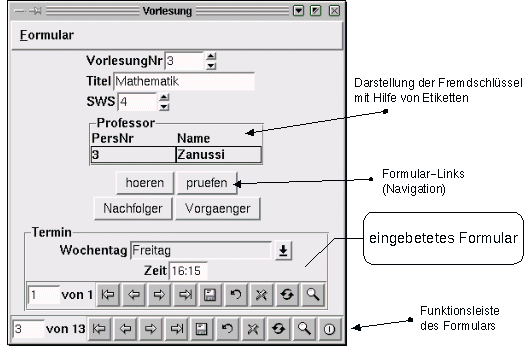 Vorlesung
Formular
VorlesungNr 3
Titel Mathematik
SWS 4
Professor
PersNr Name
3 Zanussi
hoeren pruefen
Nachfolger Vorgaenger
Termin
Wochentag Freitag
Zeit 16:15
1 von 1
3 von 13
Darstellung der Fremdschlüssel
mit Hilfe von Etiketten
Formular-Links
(Navigation)
eingebetetes Formular
Funktionsleiste
des Formulars